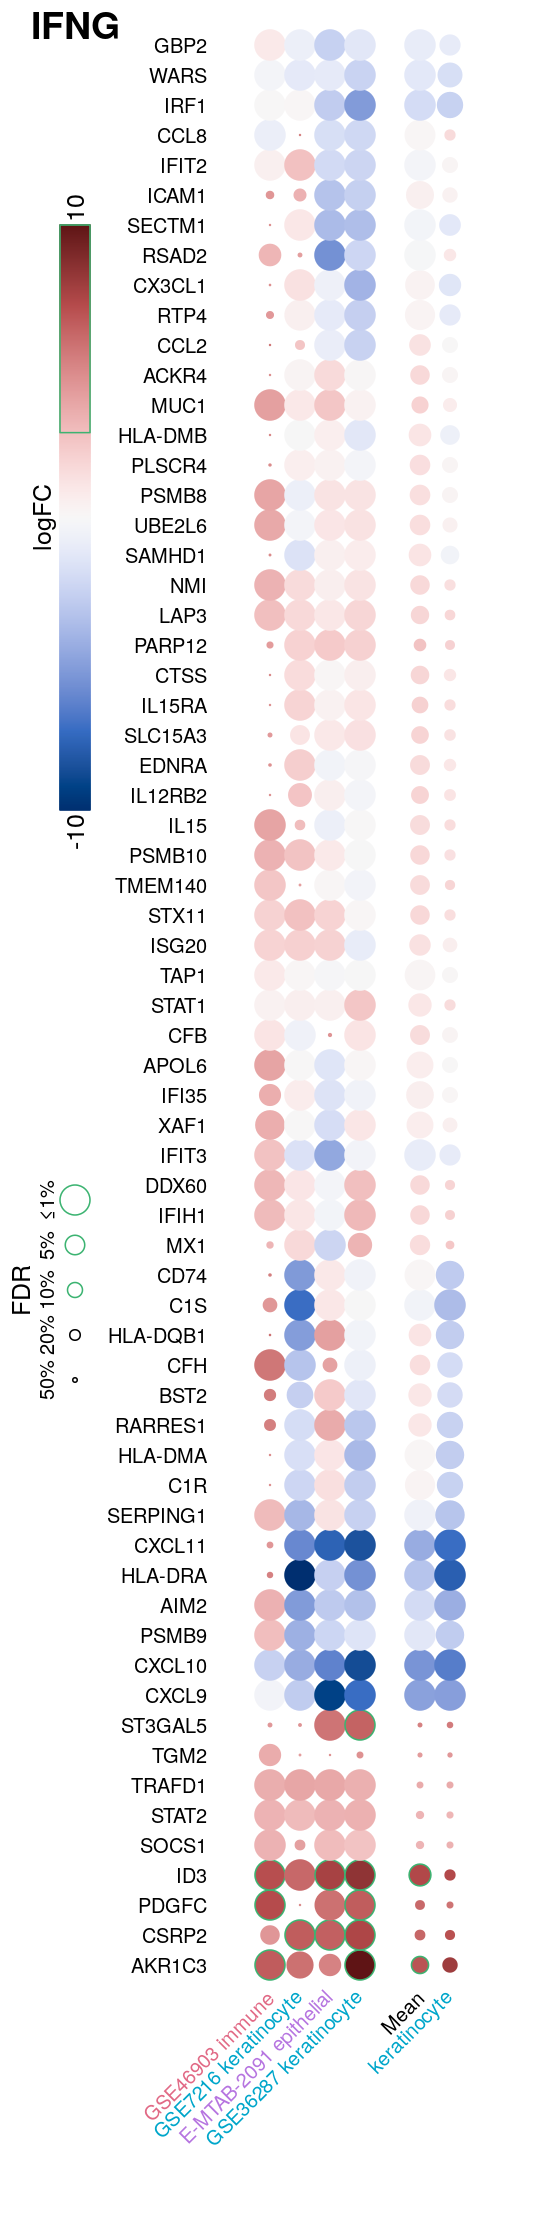 IFNG
GBP2
WARS
IRF1
CCL8
IFIT2
ICAM1
SECTM1
RSAD2
CX3CL1
RTP4
CCL2
ACKR4
MUC1
HLA-DMB
PLSCR4
PSMB8
UBE2L6
SAMHD1
NMI
LAP3
PARP12
CTSS
IL15RA
SLC15A3
EDNRA
IL12RB2
IL15
PSMB10
TMEM140
STX11
ISG20
TAP1
STAT1
CFB
APOL6
IFI35
XAF1
IFIT3
DDX60
IFIH1
MX1
CD74
C1S
HLA-DQB1
CFH
BST2
RARRES1
HLA-DMA
C1R
SERPING1
CXCL11
HLA-DRA
AIM2
PSMB9
CXCL10
CXCL9
ST3GAL5
TGM2
TRAFD1
STAT2
SOCS1
ID3
PDGFC
CSRP2
AKR1C3
10
logFC
-10
FDR
50% 20% 10% 5% ≤1%
GSE46903 immune
GSE7216 keratinocyte
E-MTAB-2091 epithelial
GSE36287 keratinocyte
Mean
keratinocyte